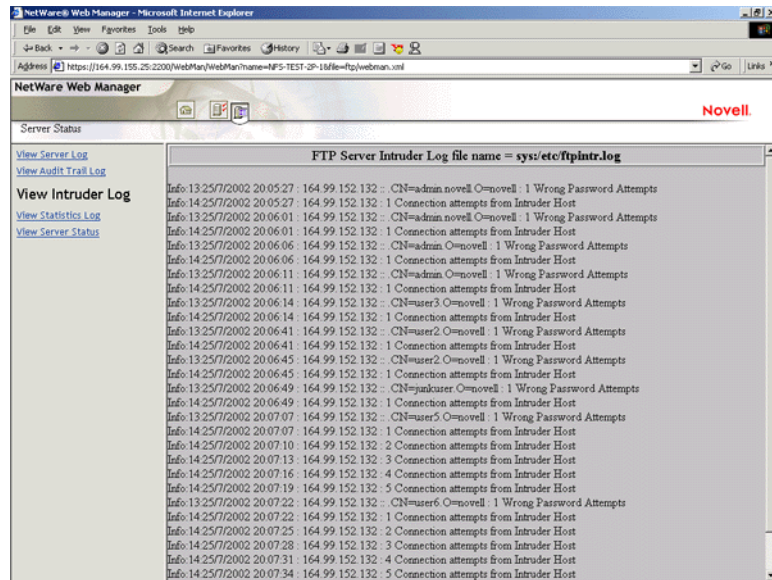 NetWare® Web Manager - Microsoft Internet Explorer
File Edit View Favorites Tools Help
Back Search Favorites History
Address https://164.99.155.25:2200/WebMan/WebMan?name=NFS-TEST-2P-1&file=ftp/webman.xml Go Links
NetWare Web Manager
Novell.
Server Status
View Server Log
View Audit Trail Log
View Intruder Log
View Statistics Log
View Server Status
FTP Server Intruder Log file name = sys:/etc/ftpintr.log
Info:13:25/7/2002 20:05:27 : 164.99.152.132 :: .CN=admin.novell.O=novell : 1 Wrong Password Attempts
Info:14:25/7/2002 20:05:27 : 164.99.152.132 : 1 Connection attempts from Intruder Host
Info:13:25/7/2002 20:06:01 : 164.99.152.132 :: .CN=admin.novell.O=novell : 1 Wrong Password Attempts
Info:14:25/7/2002 20:06:01 : 164.99.152.132 : 1 Connection attempts from Intruder Host
Info:13:25/7/2002 20:06:06 : 164.99.152.132 :: .CN=admin.O=novell : 1 Wrong Password Attempts
Info:14:25/7/2002 20:06:06 : 164.99.152.132 : 1 Connection attempts from Intruder Host
Info:13:25/7/2002 20:06:11 : 164.99.152.132 :: .CN=admin.O=novell : 1 Wrong Password Attempts
Info:14:25/7/2002 20:06:11 : 164.99.152.132 : 1 Connection attempts from Intruder Host
Info:13:25/7/2002 20:06:14 : 164.99.152.132 :: .CN=user3.O=novell : 1 Wrong Password Attempts
Info:14:25/7/2002 20:06:14 : 164.99.152.132 : 1 Connection attempts from Intruder Host
Info:13:25/7/2002 20:06:41 : 164.99.152.132 :: .CN=user2.O=novell : 1 Wrong Password Attempts
Info:14:25/7/2002 20:06:41 : 164.99.152.132 : 1 Connection attempts from Intruder Host
Info:13:25/7/2002 20:06:45 : 164.99.152.132 :: .CN=user2.O=novell : 1 Wrong Password Attempts
Info:14:25/7/2002 20:06:45 : 164.99.152.132 : 1 Connection attempts from Intruder Host
Info:13:25/7/2002 20:06:49 : 164.99.152.132 :: .CN=junkuser.O=novell : 1 Wrong Password Attempts
Info:14:25/7/2002 20:06:49 : 164.99.152.132 : 1 Connection attempts from Intruder Host
Info:13:25/7/2002 20:07:07 : 164.99.152.132 :: .CN=user5.O=novell : 1 Wrong Password Attempts
Info:14:25/7/2002 20:07:07 : 164.99.152.132 : 1 Connection attempts from Intruder Host
Info:14:25/7/2002 20:07:10 : 164.99.152.132 : 2 Connection attempts from Intruder Host
Info:14:25/7/2002 20:07:13 : 164.99.152.132 : 3 Connection attempts from Intruder Host
Info:14:25/7/2002 20:07:16 : 164.99.152.132 : 4 Connection attempts from Intruder Host
Info:14:25/7/2002 20:07:19 : 164.99.152.132 : 5 Connection attempts from Intruder Host
Info:13:25/7/2002 20:07:22 : 164.99.152.132 :: .CN=user6.O=novell : 1 Wrong Password Attempts
Info:14:25/7/2002 20:07:22 : 164.99.152.132 : 1 Connection attempts from Intruder Host
Info:14:25/7/2002 20:07:25 : 164.99.152.132 : 2 Connection attempts from Intruder Host
Info:14:25/7/2002 20:07:28 : 164.99.152.132 : 3 Connection attempts from Intruder Host
Info:14:25/7/2002 20:07:31 : 164.99.152.132 : 4 Connection attempts from Intruder Host
Info:14:25/7/2002 20:07:34 : 164.99.152.132 : 5 Connection attempts from Intruder Host